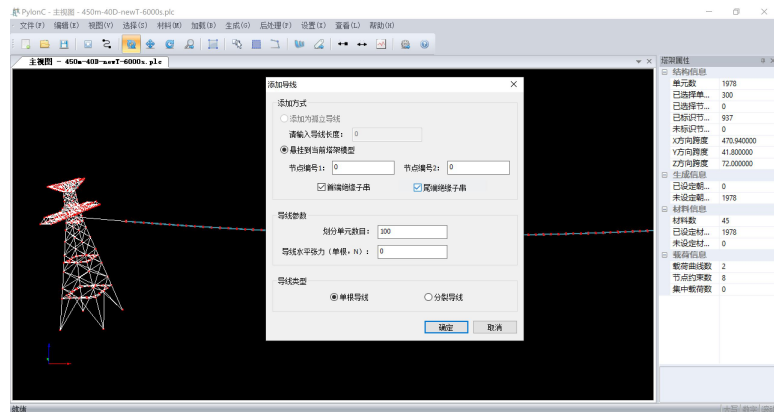 PylonC - 主视图 - 450m-40D-newT-6000s.plc
文件(F) 编辑(E) 视图(V) 选择(S) 材料(M) 加载(B) 生成(G) 后处理(P) 设置(I) 查看(L) 帮助(H)
主视图 - 450m-40D-newT-6000s.plc
添加导线
添加方式
添加为孤立导线
请输入导线长度: 0
悬挂到当前塔架模型
节点编号1: 0 节点编号2: 0
首端绝缘子串 尾端绝缘子串
导线参数
划分单元数目: 100
导线水平张力（单根，N）: 0
导线类型
单根导线 分裂导线
确定 取消
塔架属性
结构信息
单元数 1978
已选择单... 300
已选择节... 0
已标识节... 937
未标识节... 0
X方向跨度 470.940000
Y方向跨度 41.800000
Z方向跨度 72.000000
生成信息
已设定朝... 0
未设定朝... 1978
材料信息
材料数 45
已设定材... 1978
未设定材... 0
载荷信息
载荷曲线数 2
节点约束数 8
集中载荷数 0
就绪